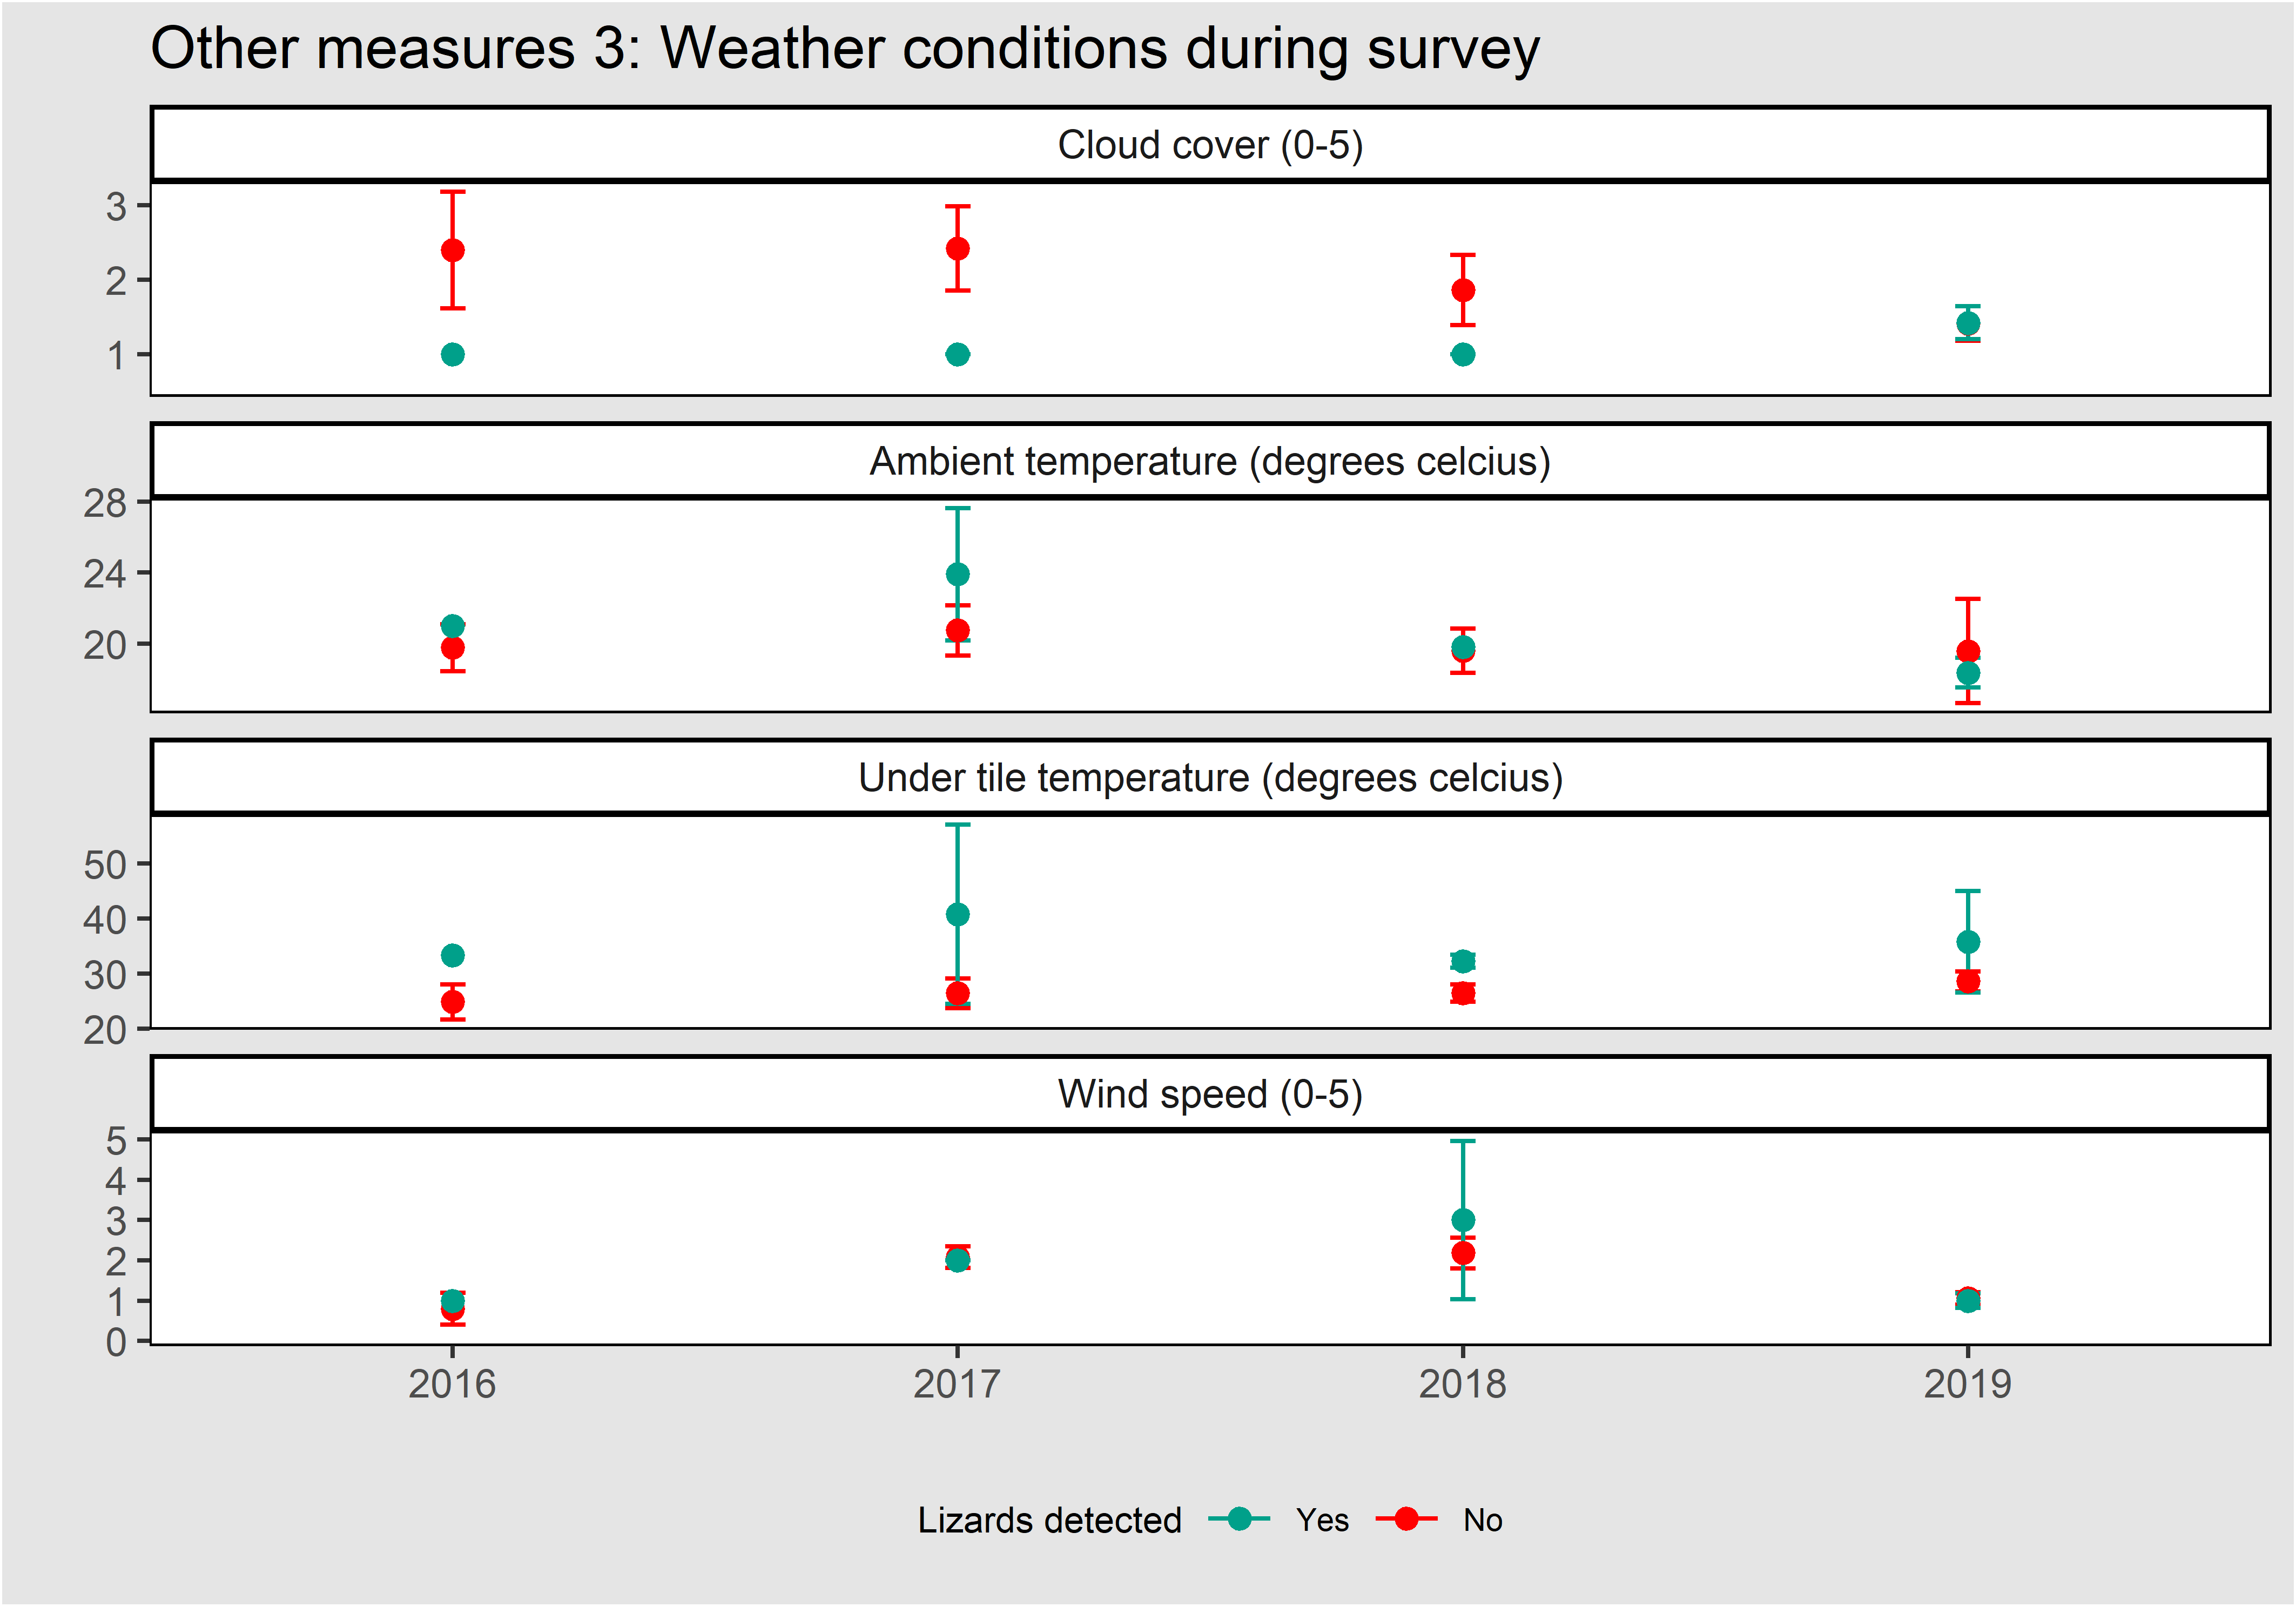 Other measures 3: Weather conditions during survey
Cloud cover (0-5)
3
2
1
Ambient temperature (degrees celcius)
28
24
20
Under tile temperature (degrees celcius)
50
40
30
20
Wind speed (0-5)
5
4
3
2
1
0
2016 2017 2018 2019
Lizards detected Yes No